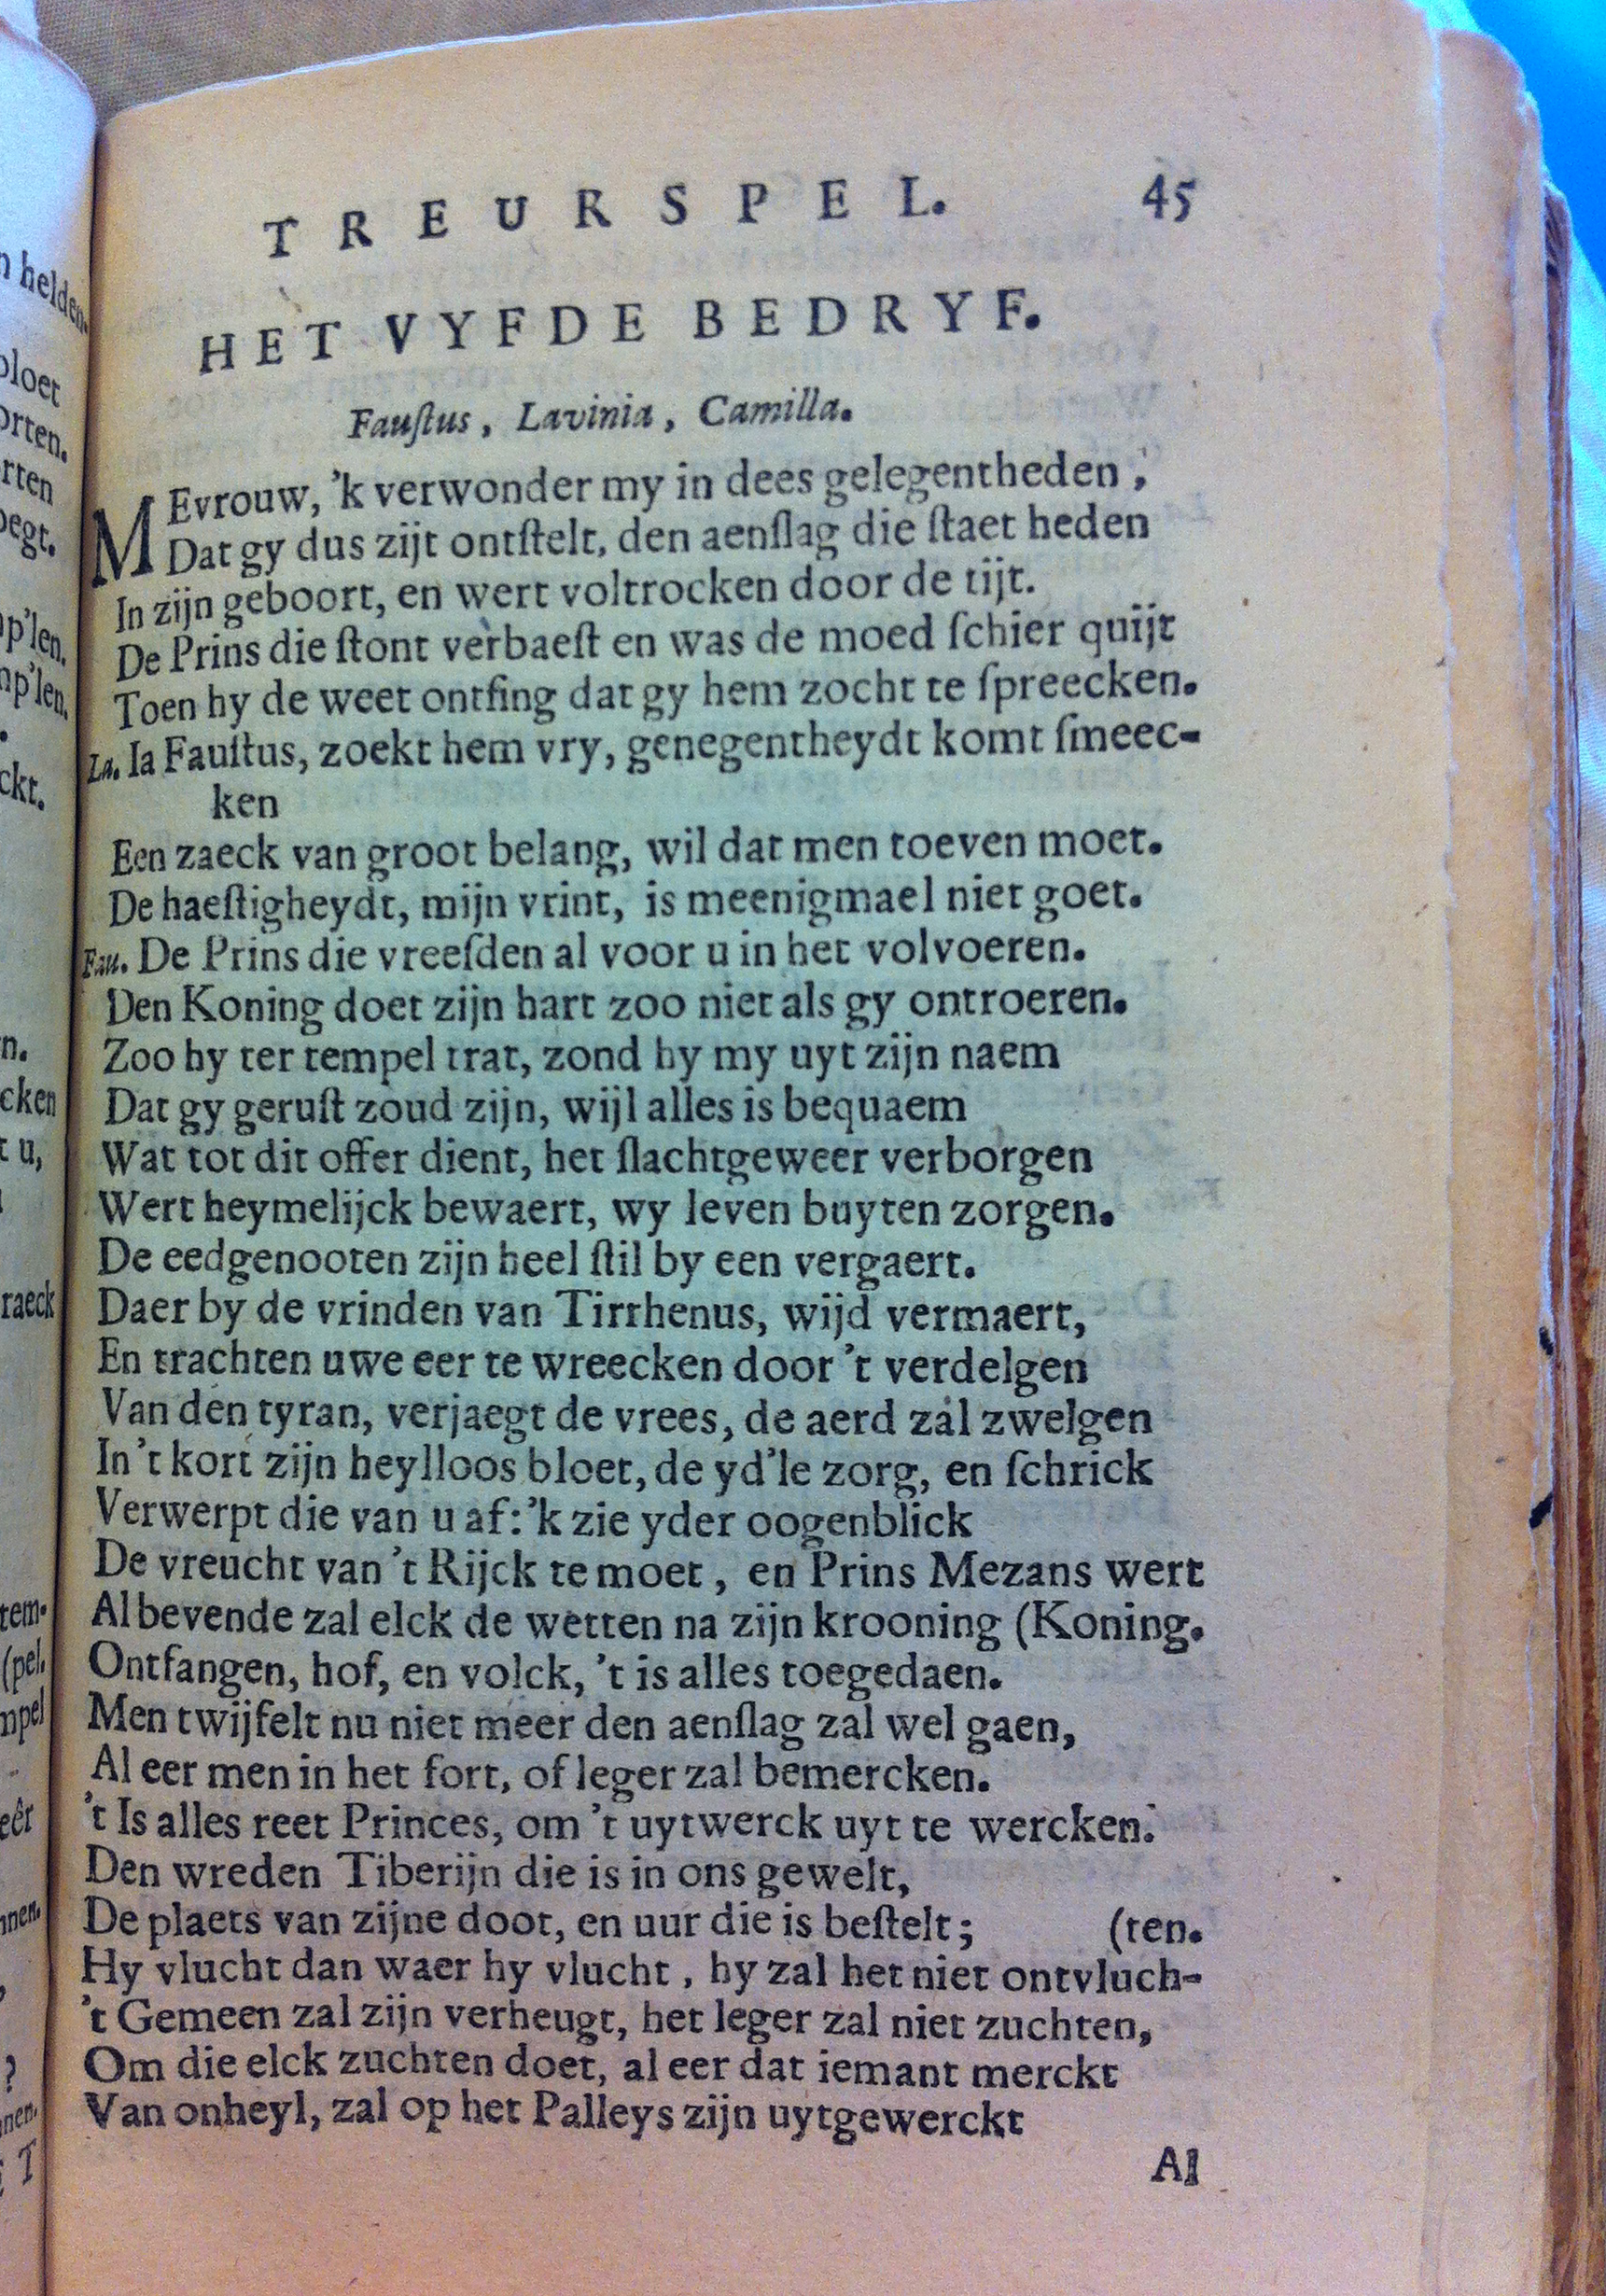 TREURSPEL. 45
HET VYFDE BEDRYF.
Fauſtus, Lavinia, Camilla.
MEvrouw, 'k verwonder my in dees gelegentheden,
Dat gy dus zijt ontſtelt, den aenſlag die ſtaet heden
In zijn geboort, en wert voltrocken door de tijt.
De Prins die ſtont verbaeſt en was de moed ſchier quijt
Toen hy de weet ontfing dat gy hem zocht te ſpreecken.
La. Ia Fauſtus, zoekt hem vry, genegentheydt komt ſmeec-
ken
Een zaeck van groot belang, wil dat men toeven moet.
De haeſtigheydt, mijn vrint, is meenigmael niet goet.
Fau. De Prins die vreeſden al voor u in het volvoeren.
Den Koning doet zijn hart zoo niet als gy ontroeren.
Zoo hy ter tempel trat, zond hy my uyt zijn naem
Dat gy geruſt zoud zijn, wijl alles is bequaem
Wat tot dit offer dient, het ſlachtgeweer verborgen
Wert heymelijck bewaert, wy leven buyten zorgen.
De eedgenooten zijn heel ſtil by een vergaert.
Daer by de vrinden van Tirrhenus, wijd vermaert,
En trachten uwe eer te wreecken door 't verdelgen
Van den tyran, verjaegt de vrees, de aerd zal zwelgen
In 't kort zijn heylloos bloet, de yd'le zorg, en ſchrick
Verwerpt die van u af: 'k zie yder oogenblick
De vreucht van 't Rijck te moet, en Prins Mezans wert
Al bevende zal elck de wetten na zijn krooning (Koning.
Ontfangen, hof, en volck, 't is alles toegedaen.
Men twijfelt nu niet meer den aenſlag zal wel gaen,
Al eer men in het fort, of leger zal bemercken.
't Is alles reet Princes, om 't uytwerck uyt te wercken.
Den wreden Tiberijn die is in ons gewelt,
De plaets van zijne doot, en uur die is beſtelt; (ten.
Hy vlucht dan waer hy vlucht, hy zal het niet ontvluch-
't Gemeen zal zijn verheugt, het leger zal niet zuchten,
Om die elck zuchten doet, al eer dat iemant merckt
Van onheyl, zal op het Palleys zijn uytgewerckt
Al